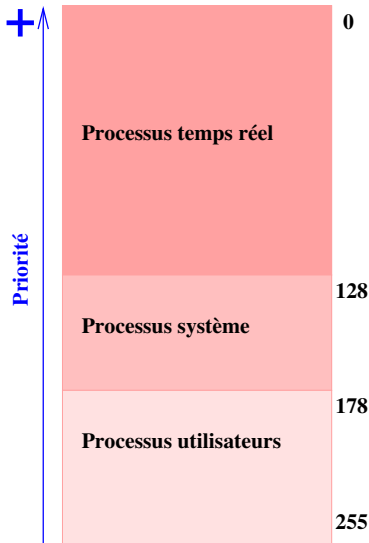 +
0
Processus temps réel
Priorité
128
Processus système
178
Processus utilisateurs
255